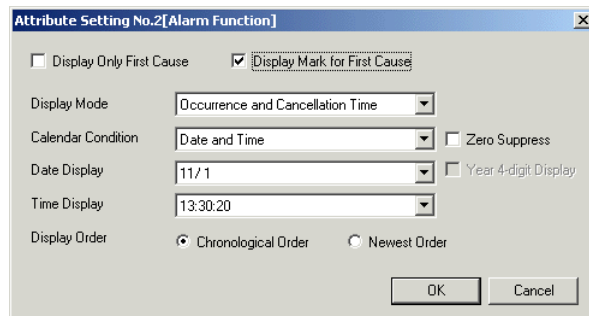 Attribute Setting No.2[Alarm Function]
Display Only First Cause Display Mark for First Cause
Display Mode Occurrence and Cancellation Time
Calendar Condition Date and Time Zero Suppress
Date Display 11/ 1 Year 4-digit Display
Time Display 13:30:20
Display Order Chronological Order Newest Order
OK Cancel